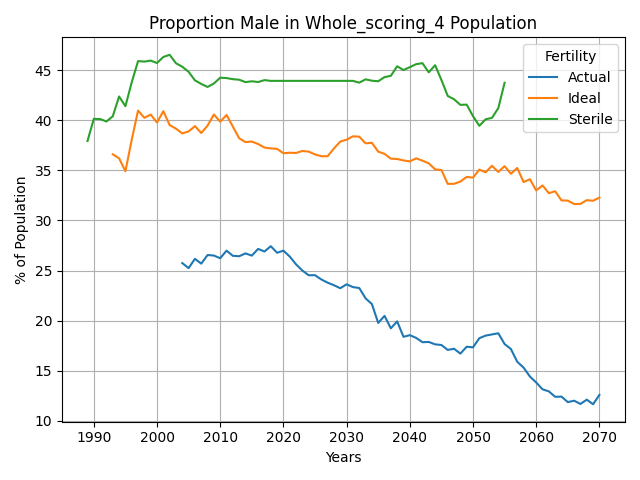 Proportion Male in Whole_scoring_4 Population
Fertility
Actual
Ideal
Sterile
% of Population
45
40
35
30
25
20
15
10
1990 2000 2010 2020 2030 2040 2050 2060 2070
Years